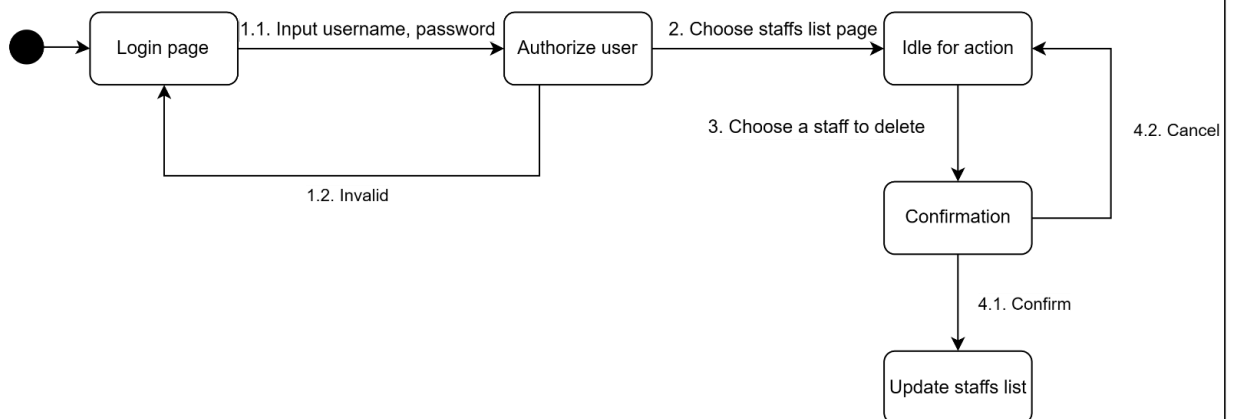 Login page
1.1. Input username, password
Authorize user
2. Choose staffs list page
Idle for action
3. Choose a staff to delete
4.2. Cancel
1.2. Invalid
Confirmation
4.1. Confirm
Update staffs list